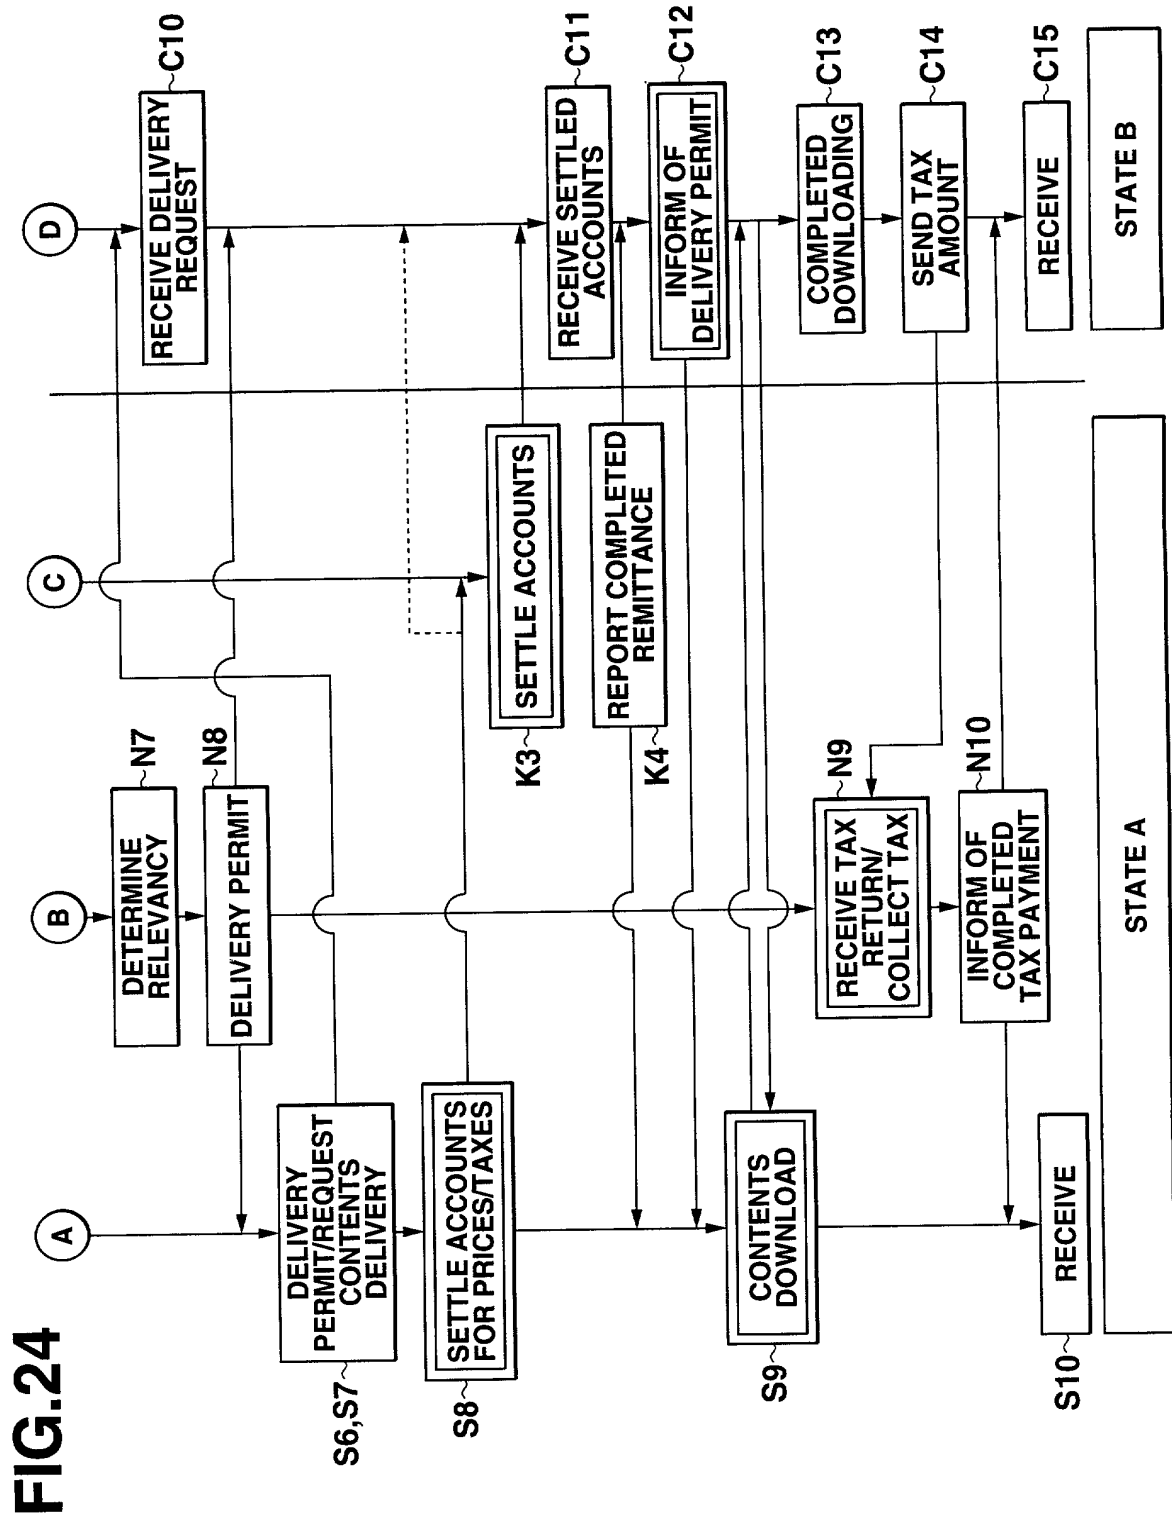 FIG.24
A
B
C
D
DETERMINE
RELEVANCY
N7
DELIVERY PERMIT
N8
RECEIVE DELIVERY
REQUEST
C10
DELIVERY
PERMIT/REQUEST
CONTENTS
DELIVERY
S6,S7
SETTLE ACCOUNTS
FOR PRICES/TAXES
S8
SETTLE ACCOUNTS
K3
RECEIVE SETTLED
ACCOUNTS
C11
REPORT COMPLETED
REMITTANCE
K4
INFORM OF
DELIVERY PERMIT
C12
CONTENTS
DOWNLOAD
S9
COMPLETED
DOWNLOADING
C13
RECEIVE TAX
RETURN/
COLLECT TAX
N9
SEND TAX
AMOUNT
C14
INFORM OF
COMPLETED
TAX PAYMENT
N10
RECEIVE
S10
RECEIVE
C15
STATE A
STATE B